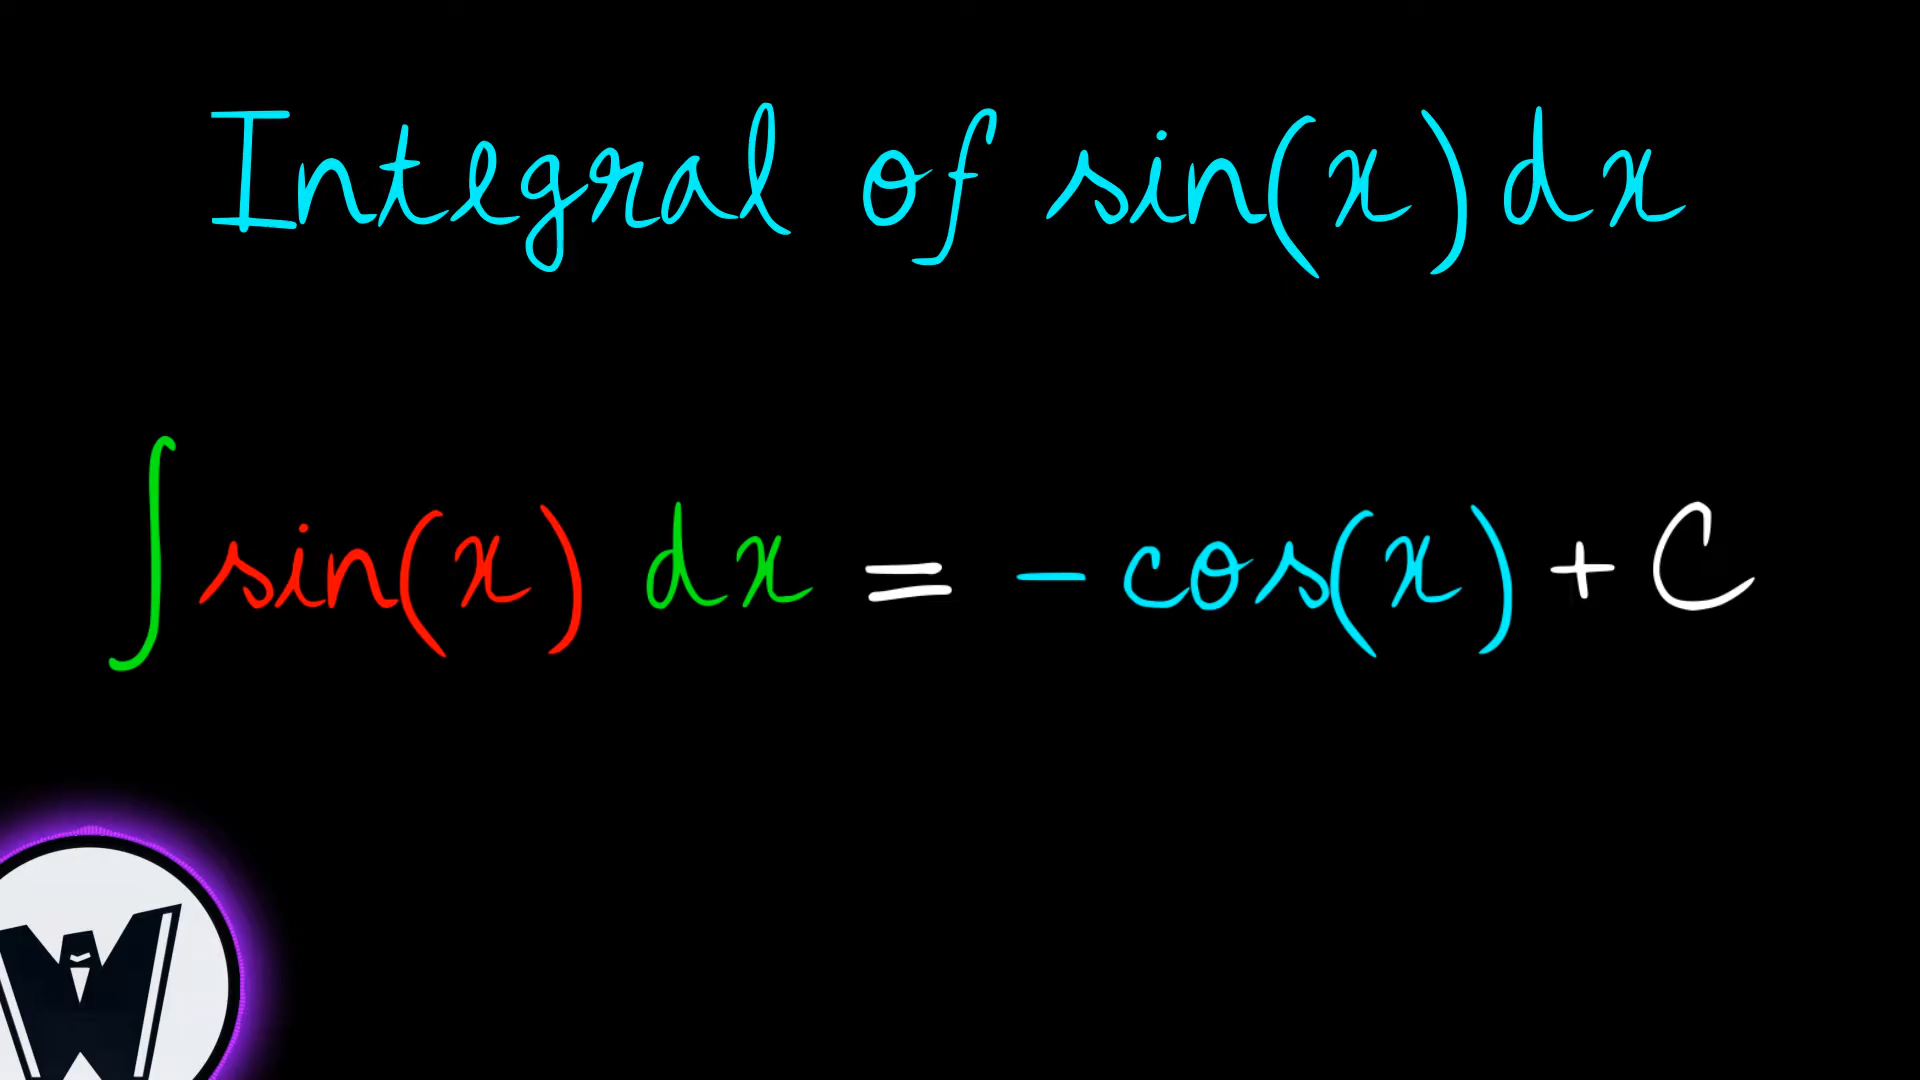 Integral of sin(x) dx
∫ sin(x) dx = - cos(x) + C
W